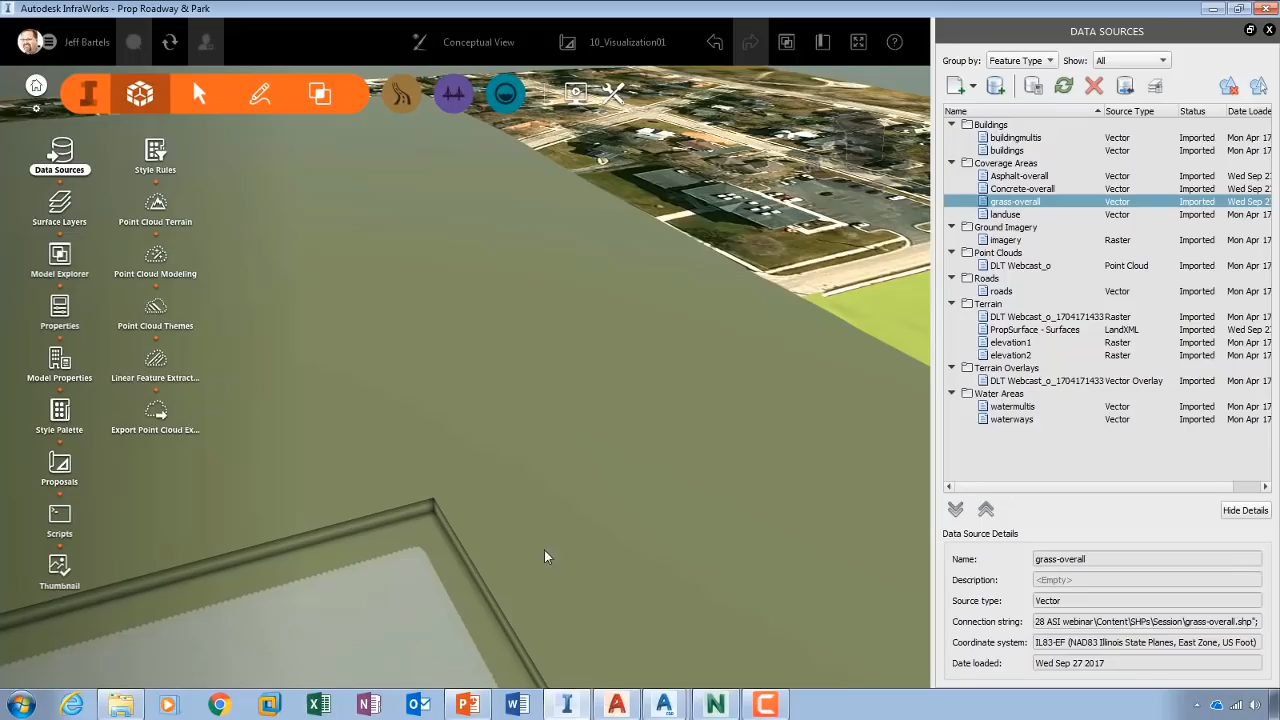 Autodesk InfraWorks - Prop Roadway & Park
Jeff Bartels
Conceptual View
10_Visualization01
DATA SOURCES
Group by: Feature Type
Show: All
Name
Source Type
Status
Date Loade
Buildings
buildingmultis Vector Imported Mon Apr 17
buildings Vector Imported Mon Apr 17
Coverage Areas
Asphalt-overall Vector Imported Wed Sep 2
Concrete-overall Vector Imported Wed Sep 2
grass-overall Vector Imported Wed Sep 2
landuse Vector Imported Mon Apr 17
Ground Imagery
imagery Raster Imported Mon Apr 17
Point Clouds
DLT Webcast_o Point Cloud Imported Mon Apr 17
Roads
roads Vector Imported Mon Apr 17
Terrain
DLT Webcast_o_1704171433 Raster Imported Mon Apr 17
PropSurface - Surfaces LandXML Imported Wed Sep 2
elevation1 Raster Imported Mon Apr 17
elevation2 Raster Imported Mon Apr 17
Terrain Overlays
DLT Webcast_o_1704171433 Vector Overlay Imported Mon Apr 17
Water Areas
watermultis Vector Imported Mon Apr 17
waterways Vector Imported Mon Apr 17
Hide Details
Data Source Details
Name: grass-overall
Description: <Empty>
Source type: Vector
Connection string: 28 ASI webinar\Content\SHPs\Session\grass-overall.shp";
Coordinate system: IL83-EF (NAD83 Illinois State Planes, East Zone, US Foot)
Date loaded: Wed Sep 27 2017
Data Sources
Style Rules
Surface Layers
Point Cloud Terrain
Model Explorer
Point Cloud Modeling
Properties
Point Cloud Themes
Model Properties
Linear Feature Extract...
Style Palette
Export Point Cloud Ex...
Proposals
Scripts
Thumbnail